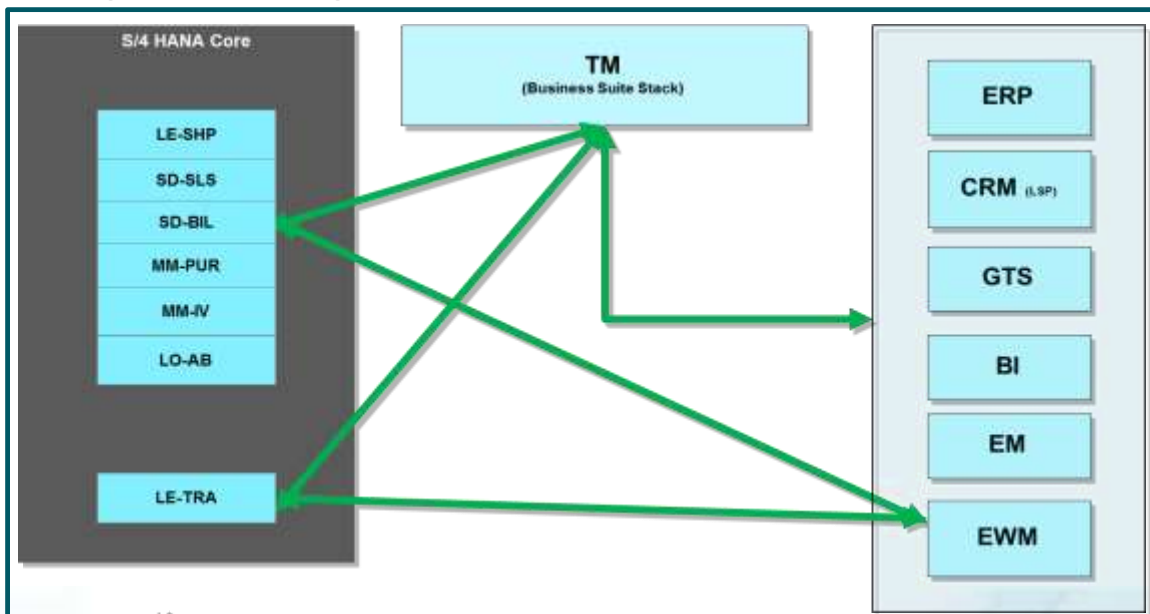 S/4 HANA Core
LE-SHP
SD-SLS
SD-BIL
MM-PUR
MM-IV
LO-AB
LE-TRA
TM
(Business Suite Stack)
ERP
CRM (LSP)
GTS
BI
EM
EWM